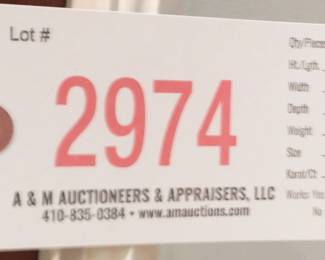 Lot #
2974
A & M AUCTIONEERS & APPRAISERS, LLC
410-835-0384 • www.amauctions.com
Qty/Pieces
Ht./Lgth.
Width
Depth
Weight
Size
Karat/Ct
Works: Yes
No